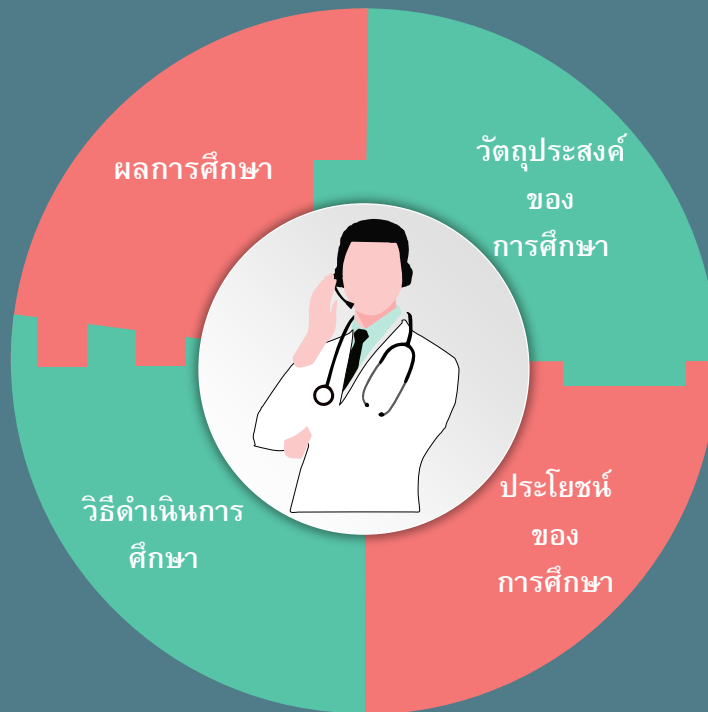 ผลการศึกษา
วัตถุประสงค์
ของ
การศึกษา
วิธีดำเนินการ
ศึกษา
ประโยชน์
ของ
การศึกษา